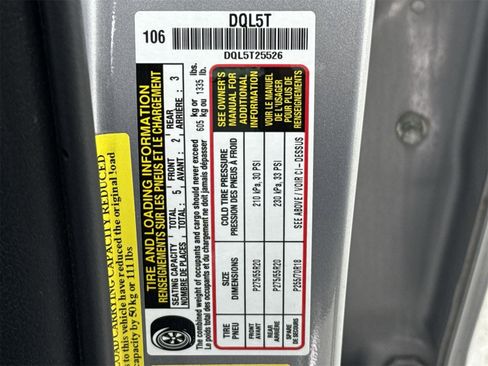 106 DQL5T
DQL5T25526
TIRE AND LOADING INFORMATION
RENSEIGNEMENTS SUR LES PNEUS ET LE CHARGEMENT
SEATING CAPACITY TOTAL: 5 FRONT 2 REAR 3
NOMBRE DE PLACES TOTAL: AVANT: ARRIÈRE:
The combined weight of occupants and cargo should never exceed 605 kg or 1335 lbs.
Le poids total des occupants et du chargement ne doit jamais dépasser kg ou lbs.
TIRE SIZE COLD TIRE PRESSURE
PNEU DIMENSIONS PRESSION DES PNEUS À FROID
FRONT P275/55R20 210 kPa, 30 PSI
AVANT
REAR P275/55R20 230 kPa, 33 PSI
ARRIÈRE
SPARE P255/70R18 SEE ABOVE / VOIR CI - DESSUS
DE SECOURS
SEE OWNER'S
MANUAL FOR
ADDITIONAL
INFORMATION
VOIR LE MANUEL
DE L'USAGER
POUR PLUS DE
RENSEIGNEMENTS
LOAD CARRYING CAPACITY REDUCED
to this vehicle have reduced the original load
capacity by 50 kg or 111 lbs